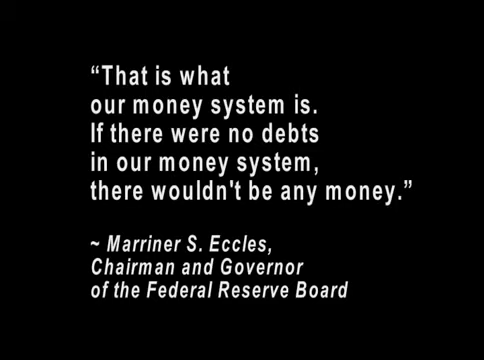 “That is what
our money system is.
If there were no debts
in our money system,
there wouldn't be any money.”
~ Marriner S. Eccles,
Chairman and Governor
of the Federal Reserve Board